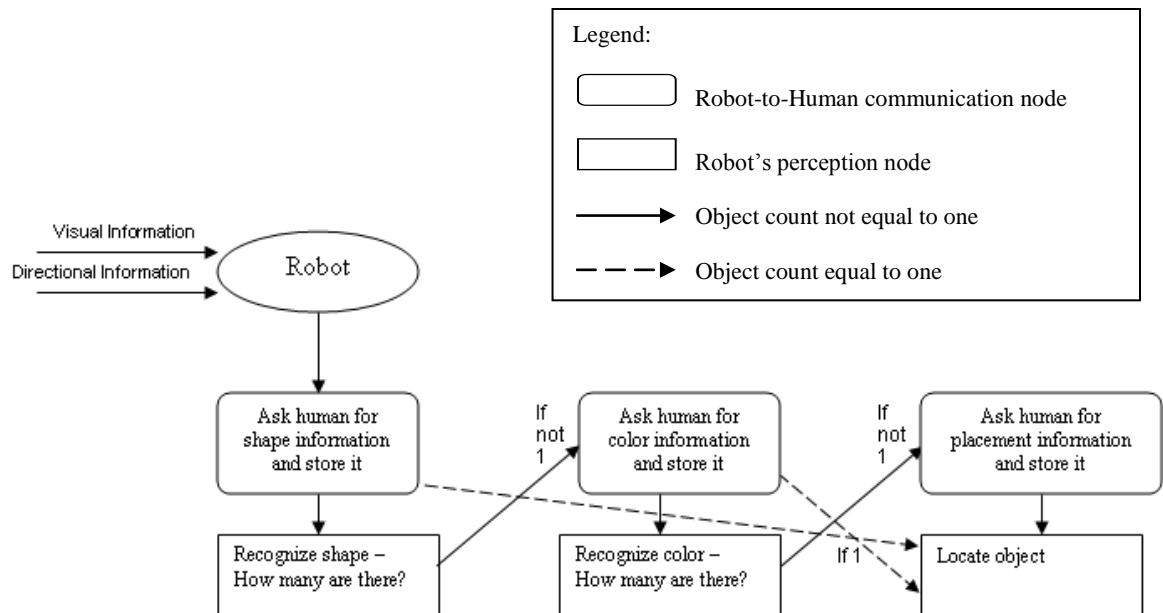 Legend:
Robot-to-Human communication node
Robot's perception node
Object count not equal to one
Object count equal to one
Visual Information
Directional Information
Robot
Ask human for
shape information
and store it
If
not
1
Ask human for
color information
and store it
If
not
1
Ask human for
placement information
and store it
Recognize shape –
How many are there?
Recognize color –
How many are there?
If 1
Locate object